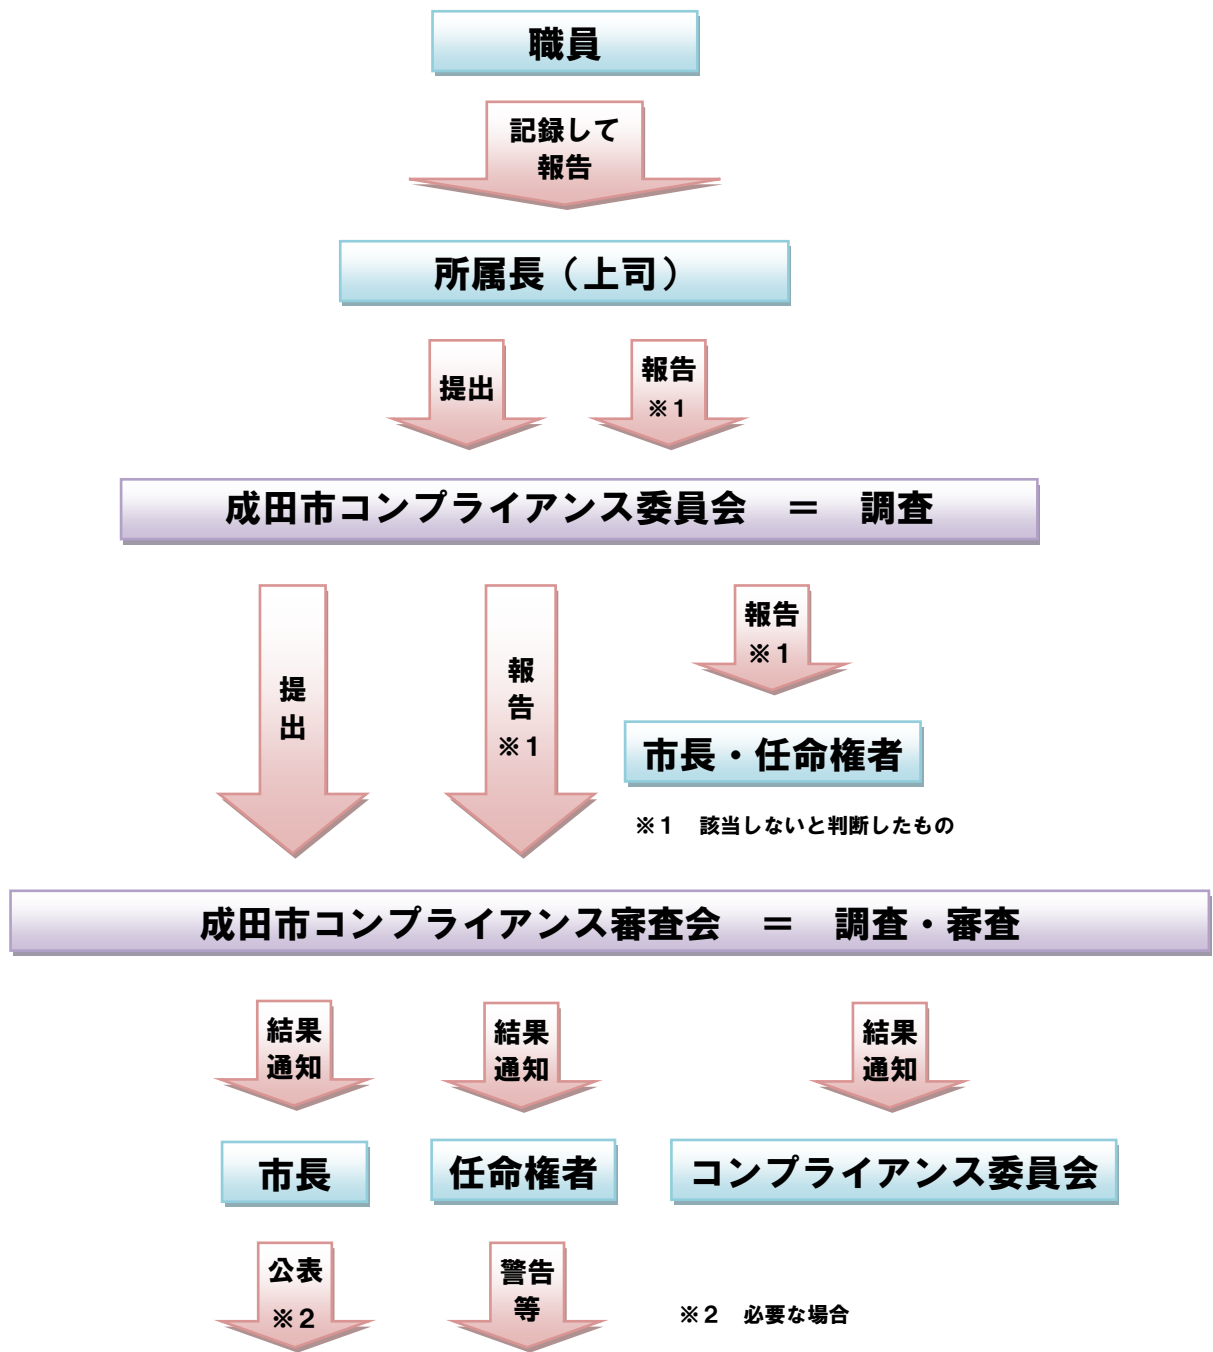 職員
記録して
報告
所属長（上司）
提出
報告
※１
成田市コンプライアンス委員会　＝　調査
提
出
報
告
※１
報告
※１
市長・任命権者
※１　該当しないと判断したもの
成田市コンプライアンス審査会　＝　調査・審査
結果
通知
結果
通知
結果
通知
市長
任命権者
コンプライアンス委員会
公表
※２
警告
等
※２　必要な場合